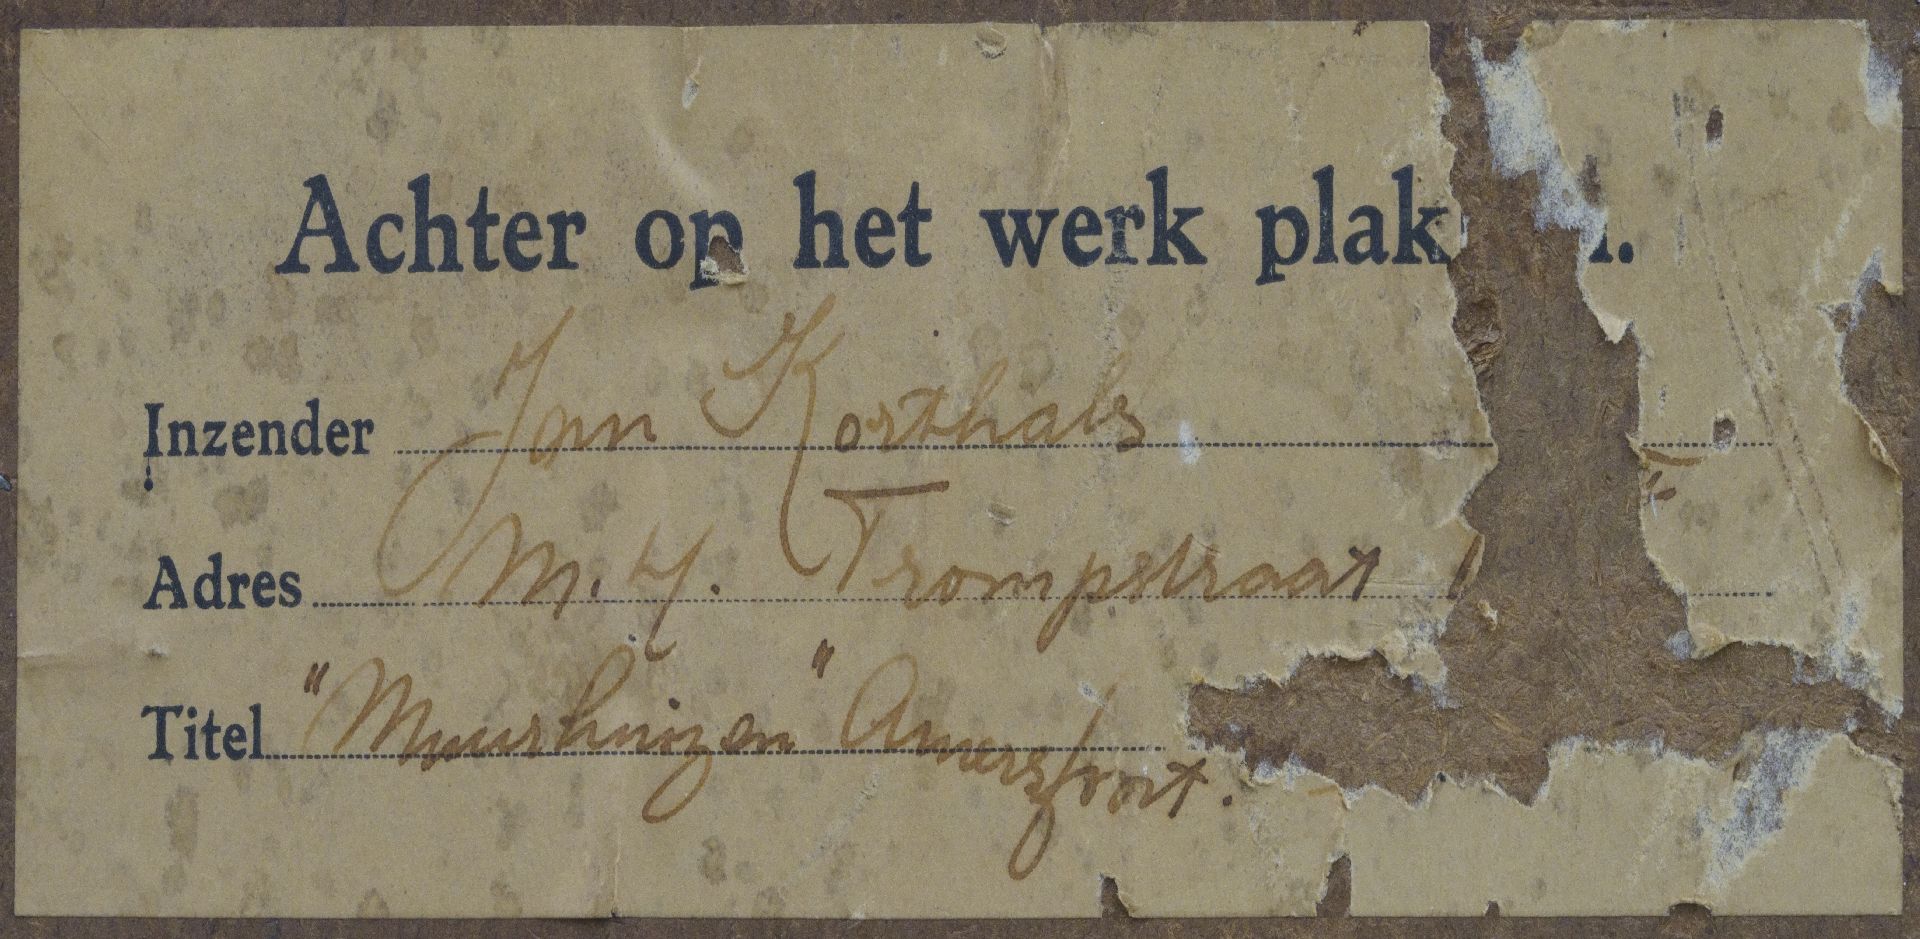 Achter op het werk plak n.
Inzender Jan Korthals
Adres M. H. Trompstraat
Titel "Muurhuizen" Amersfoort.